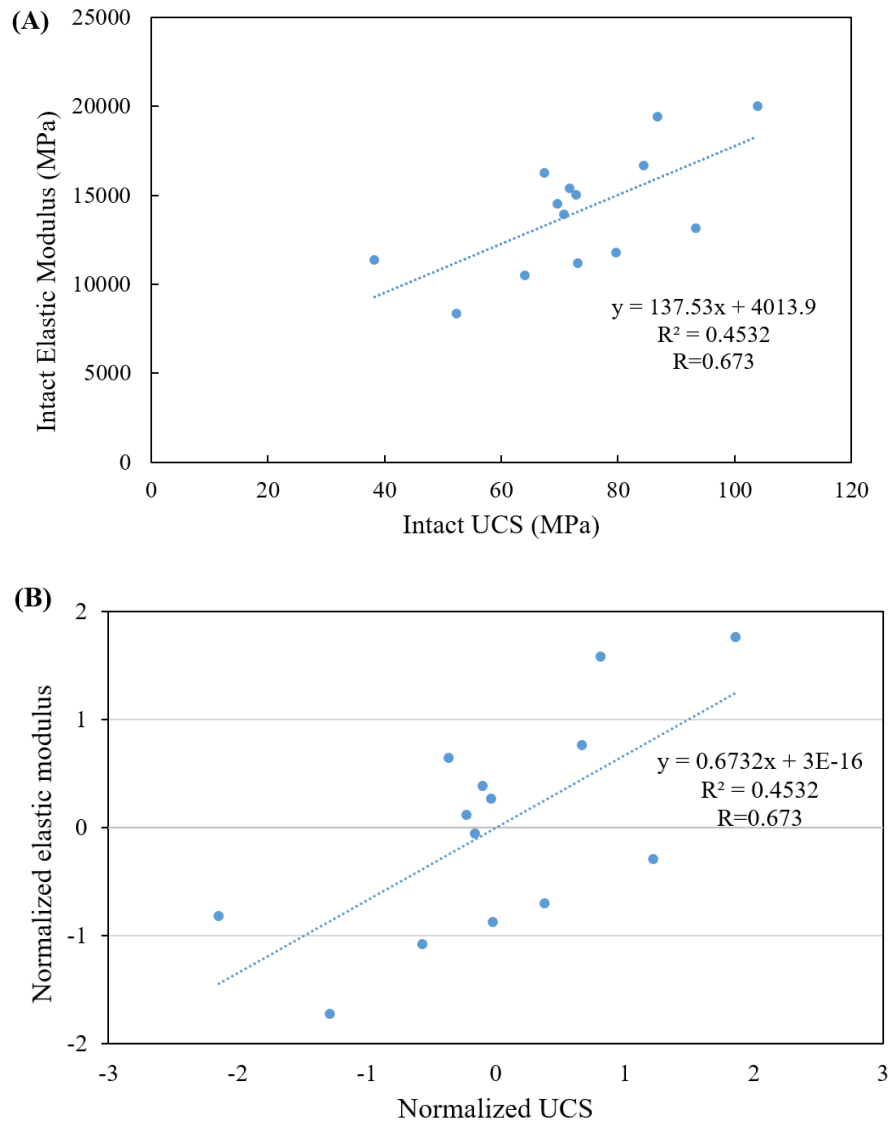 (A)
25000
20000
15000
10000
5000
0
Intact Elastic Modulus (MPa)
y = 137.53x + 4013.9
R² = 0.4532
R=0.673
0 20 40 60 80 100 120
Intact UCS (MPa)
(B)
2
1
0
-1
-2
Normalized elastic modulus
y = 0.6732x + 3E-16
R² = 0.4532
R=0.673
-3 -2 -1 0 1 2 3
Normalized UCS